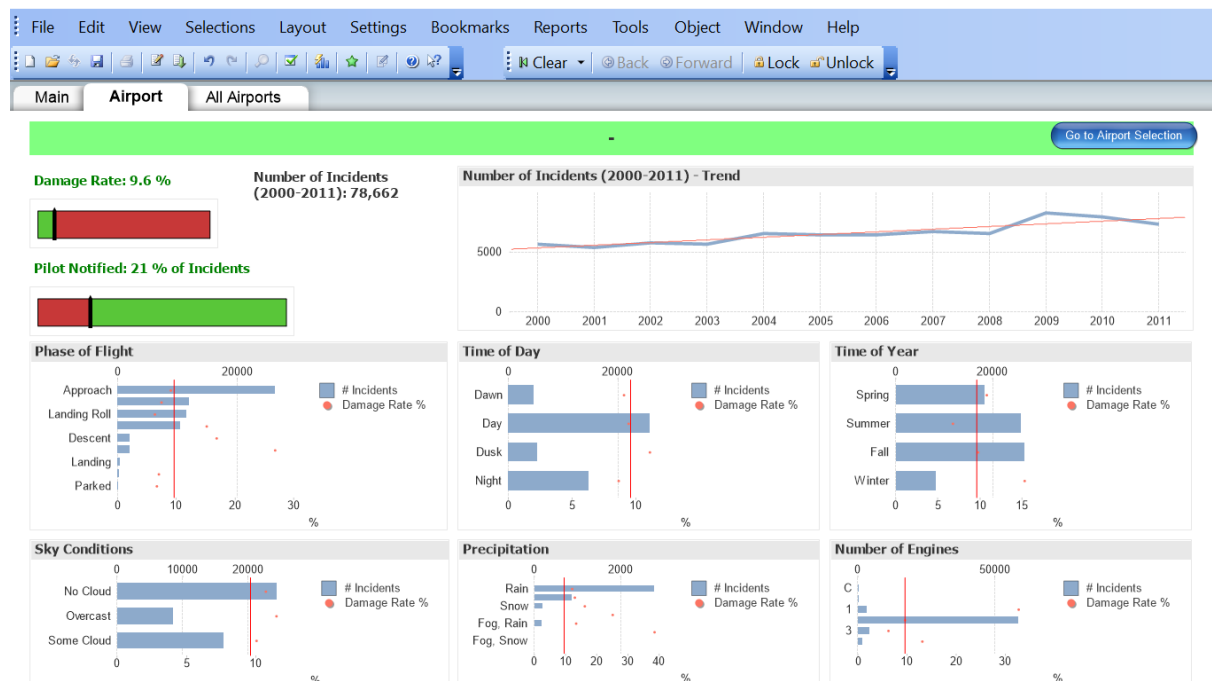 File Edit View Selections Layout Settings Bookmarks Reports Tools Object Window Help
Clear Back Forward Lock Unlock
Main Airport All Airports
-
Go to Airport Selection
Damage Rate: 9.6 %
Number of Incidents
(2000-2011): 78,662
Pilot Notified: 21 % of Incidents
Number of Incidents (2000-2011) - Trend
5000
0
2000 2001 2002 2003 2004 2005 2006 2007 2008 2009 2010 2011
Phase of Flight
0 20000
Approach
Landing Roll
Descent
Landing
Parked
0 10 20 30
%
# Incidents
Damage Rate %
Time of Day
0 20000
Dawn
Day
Dusk
Night
0 5 10
%
# Incidents
Damage Rate %
Time of Year
0 20000
Spring
Summer
Fall
Winter
0 5 10 15
%
# Incidents
Damage Rate %
Sky Conditions
0 10000 20000
No Cloud
Overcast
Some Cloud
0 5 10
%
# Incidents
Damage Rate %
Precipitation
0 2000
Rain
Snow
Fog, Rain
Fog, Snow
0 10 20 30 40
%
# Incidents
Damage Rate %
Number of Engines
0 50000
C
1
3
0 10 20 30
%
# Incidents
Damage Rate %